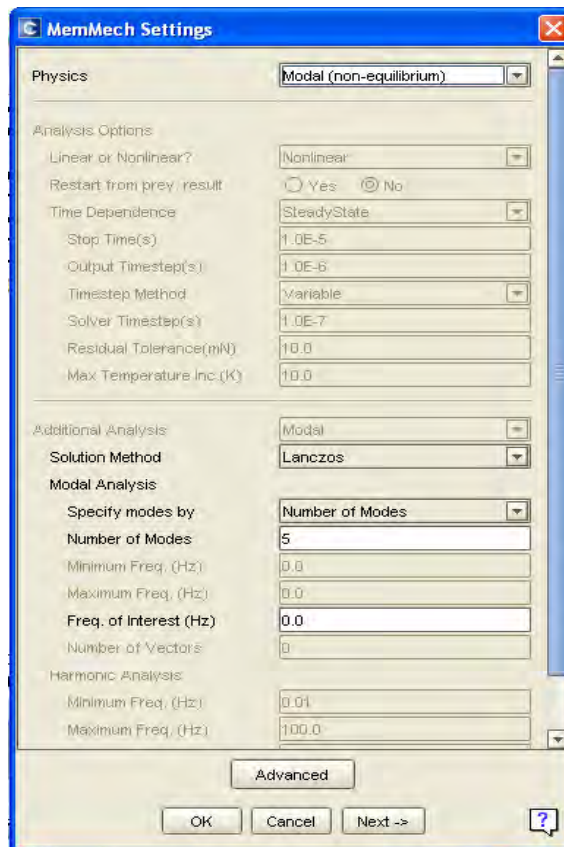 C MemMech Settings
Physics Modal (non-equilibrium)
Analysis Options
Linear or Nonlinear? Nonlinear
Restart from prev. result Yes No
Time Dependence SteadyState
Stop Time(s) 1.0E-5
Output Timestep(s) 1.0E-6
Timestep Method Variable
Solver Timestep(s) 1.0E-7
Residual Tolerance(mN) 10.0
Max Temperature Inc.(K) 10.0
Additional Analysis Modal
Solution Method Lanczos
Modal Analysis
Specify modes by Number of Modes
Number of Modes 5
Minimum Freq. (Hz) 0.0
Maximum Freq. (Hz) 0.0
Freq. of Interest (Hz) 0.0
Number of Vectors 0
Harmonic Analysis
Minimum Freq. (Hz) 0.01
Maximum Freq. (Hz) 100.0
Advanced
OK Cancel Next -> ?